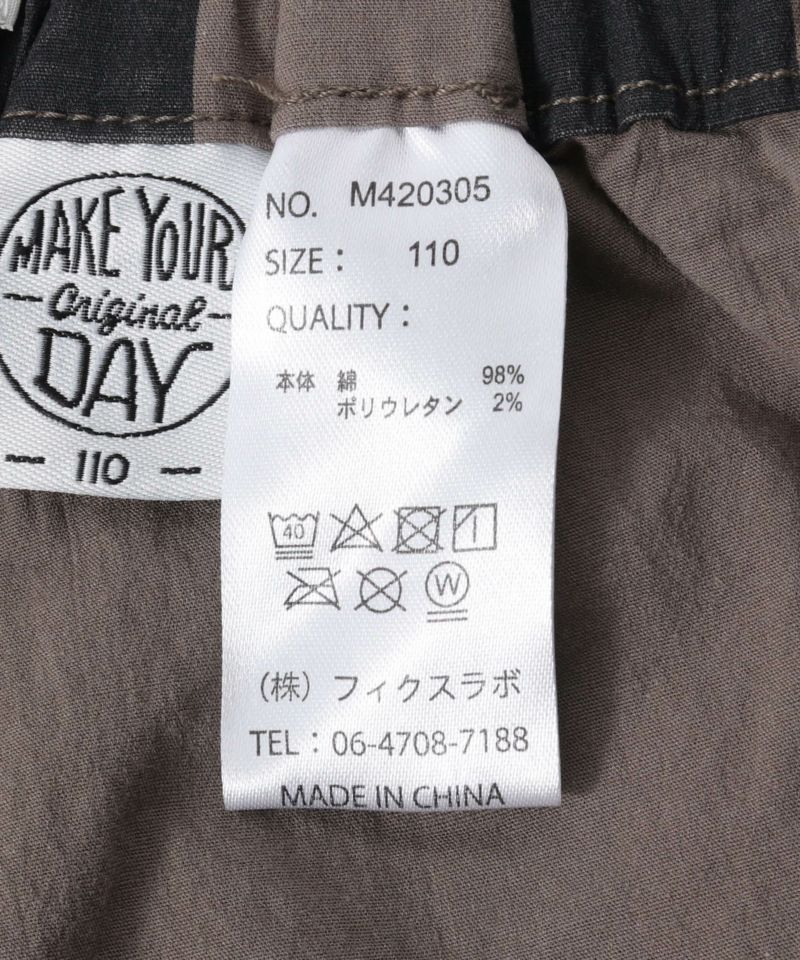 MAKE YOUR
Original
DAY
110
NO. M420305
SIZE : 110
QUALITY :
本体 綿 98%
ポリウレタン 2%
40
W
（株）フィクスラボ
TEL : 06-4708-7188
MADE IN CHINA